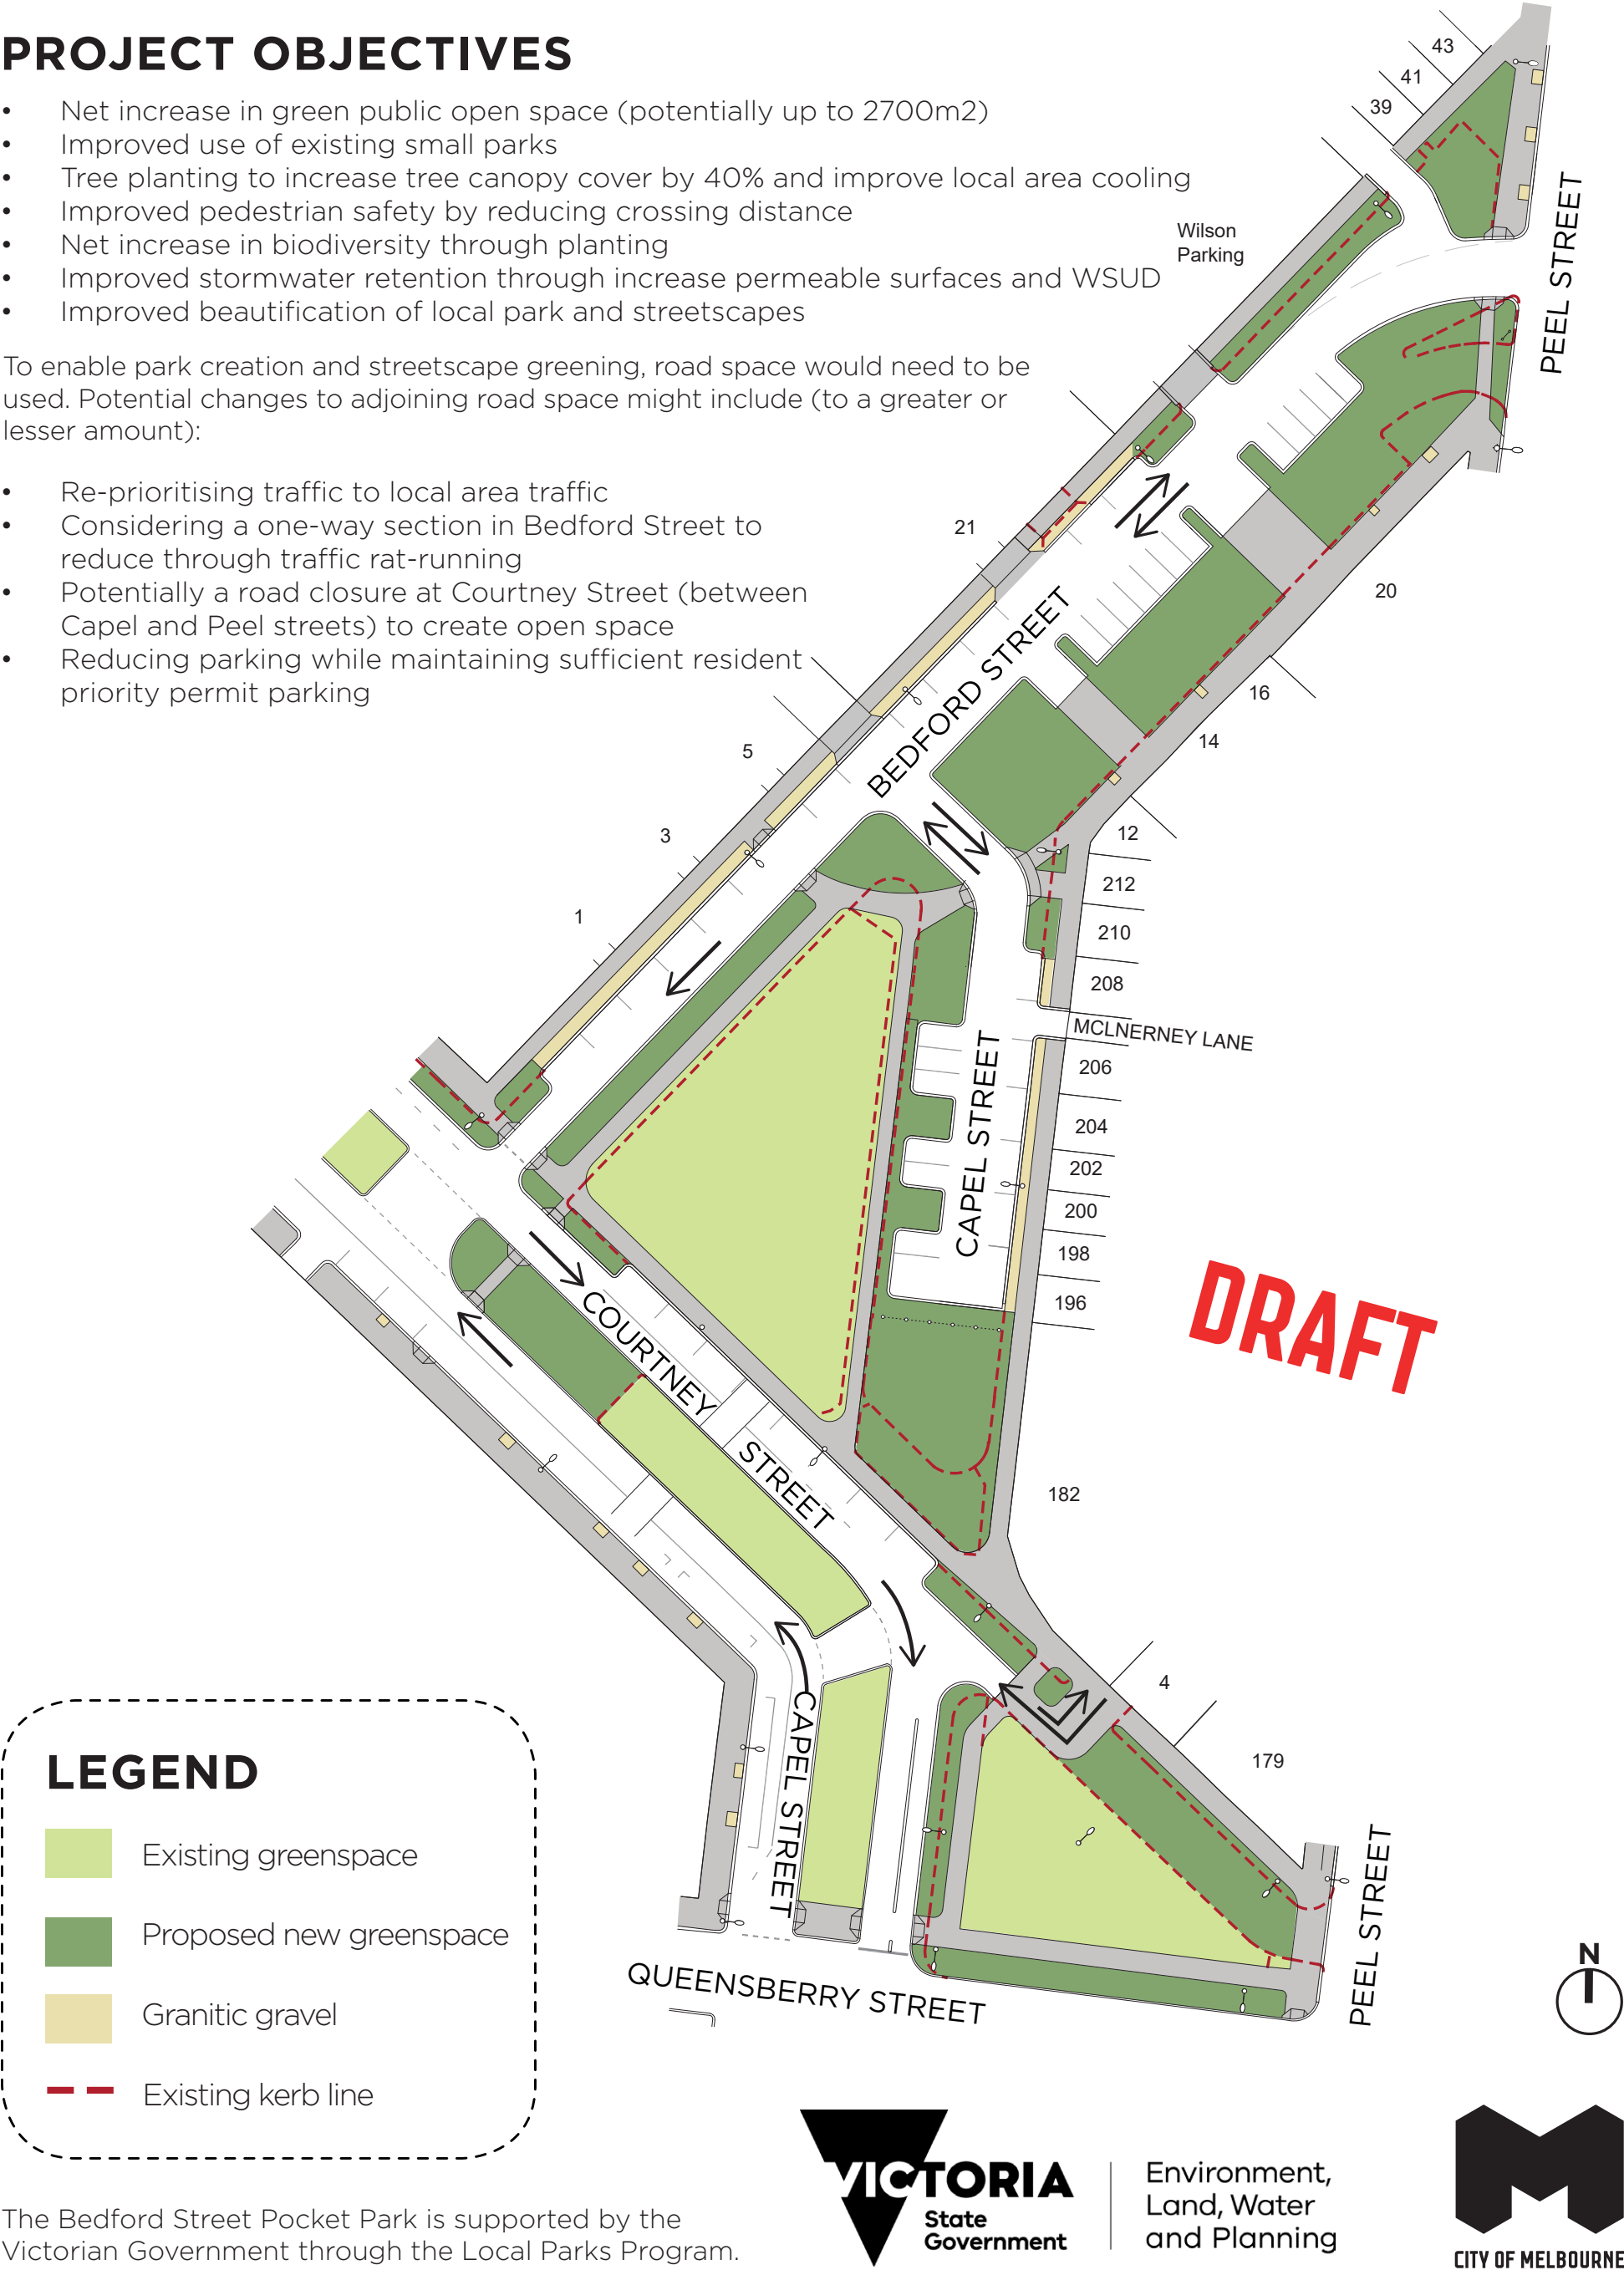 PROJECT OBJECTIVES
• Net increase in green public open space (potentially up to 2700m2)
• Improved use of existing small parks
• Tree planting to increase tree canopy cover by 40% and improve local area cooling
• Improved pedestrian safety by reducing crossing distance
• Net increase in biodiversity through planting
• Improved stormwater retention through increase permeable surfaces and WSUD
• Improved beautification of local park and streetscapes
To enable park creation and streetscape greening, road space would need to be
used. Potential changes to adjoining road space might include (to a greater or
lesser amount):
• Re-prioritising traffic to local area traffic
• Considering a one-way section in Bedford Street to
reduce through traffic rat-running
• Potentially a road closure at Courtney Street (between
Capel and Peel streets) to create open space
• Reducing parking while maintaining sufficient resident
priority permit parking
43
41
39
Wilson
Parking
PEEL STREET
21
20
16
14
BEDFORD STREET
5
3
1
12
212
210
208
MCLNERNEY LANE
206
204
202
200
198
196
CAPEL STREET
DRAFT
COURTNEY
STREET
182
4
179
CAPEL STREET
PEEL STREET
QUEENSBERRY STREET
N
LEGEND
Existing greenspace
Proposed new greenspace
Granitic gravel
Existing kerb line
The Bedford Street Pocket Park is supported by the
Victorian Government through the Local Parks Program.
VICTORIA
State
Government
Environment,
Land, Water
and Planning
CITY OF MELBOURNE